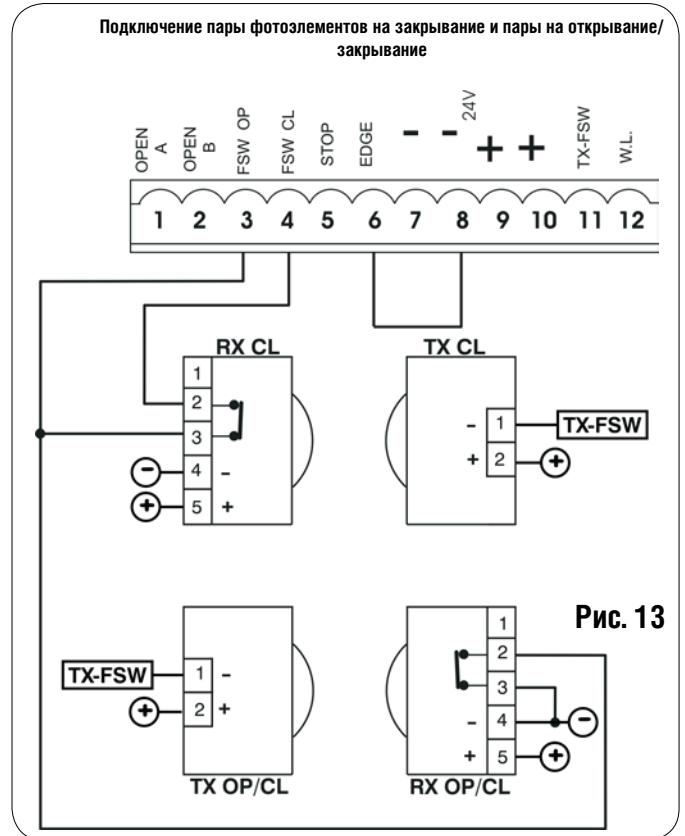 Подключение пары фотоэлементов на закрывание и пары на открывание/
закрывание
OPEN A
OPEN B
FSW OP
FSW CL
STOP
EDGE
-
-
24V
+
+
TX-FSW
W.L.
1 2 3 4 5 6 7 8 9 10 11 12
RX CL
1
2
3
4 -
5 +
-
+
TX CL
- 1
+ 2
TX-FSW
+
Рис. 13
TX-FSW
+
1 -
2 +
TX OP/CL
1
2
3
- 4
+ 5
-
+
RX OP/CL